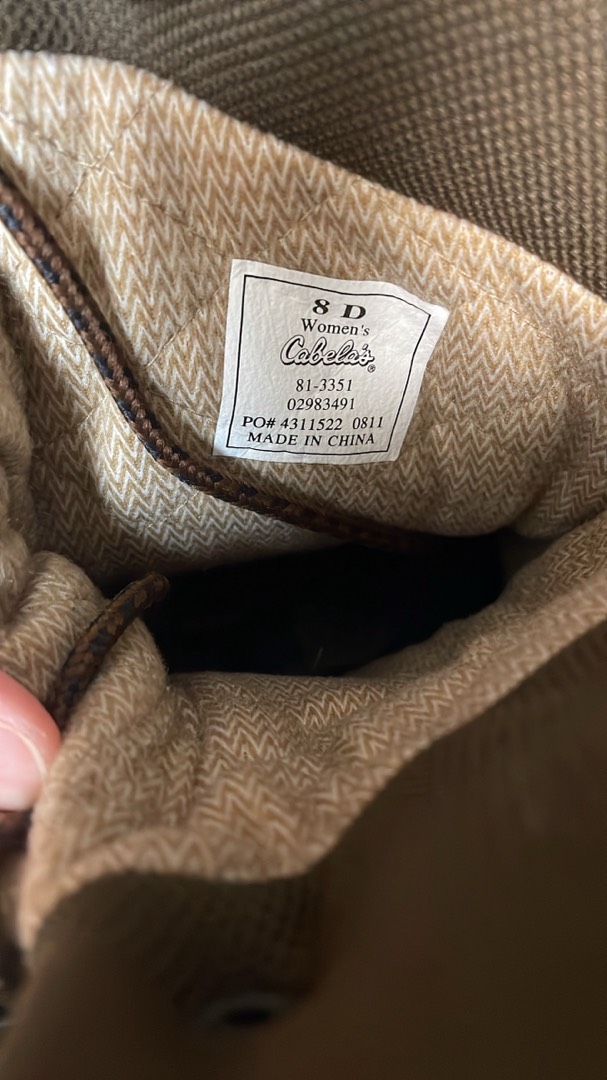 8 D
Women's
Cabela's®
81-3351
02983491
PO# 4311522 0811
MADE IN CHINA